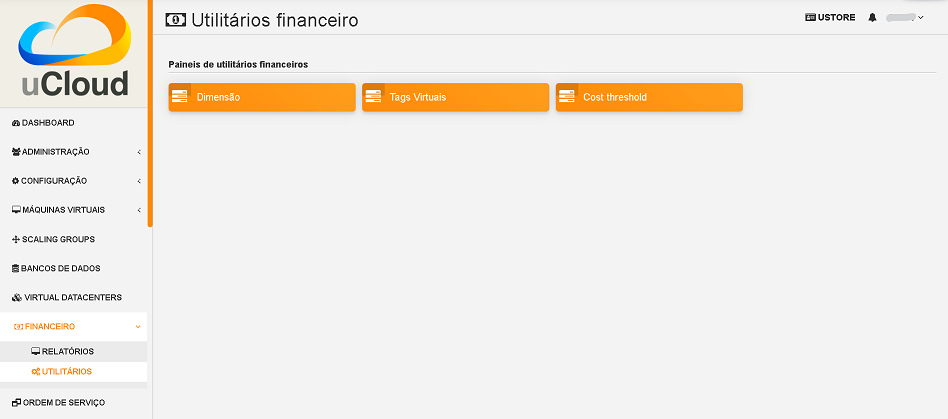 uCloud
Utilitários financeiro
USTORE
Paineis de utilitários financeiros
Dimensão
Tags Virtuais
Cost threshold
DASHBOARD
ADMINISTRAÇÃO
CONFIGURAÇÃO
MÁQUINAS VIRTUAIS
SCALING GROUPS
BANCOS DE DADOS
VIRTUAL DATACENTERS
FINANCEIRO
RELATÓRIOS
UTILITÁRIOS
ORDEM DE SERVIÇO